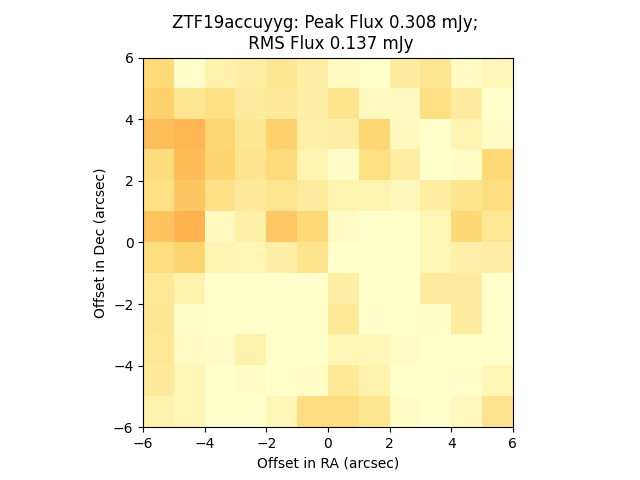 ZTF19accuyyg: Peak Flux 0.308 mJy;
RMS Flux 0.137 mJy
6
4
2
0
−2
−4
−6
Offset in Dec (arcsec)
−6 −4 −2 0 2 4 6
Offset in RA (arcsec)